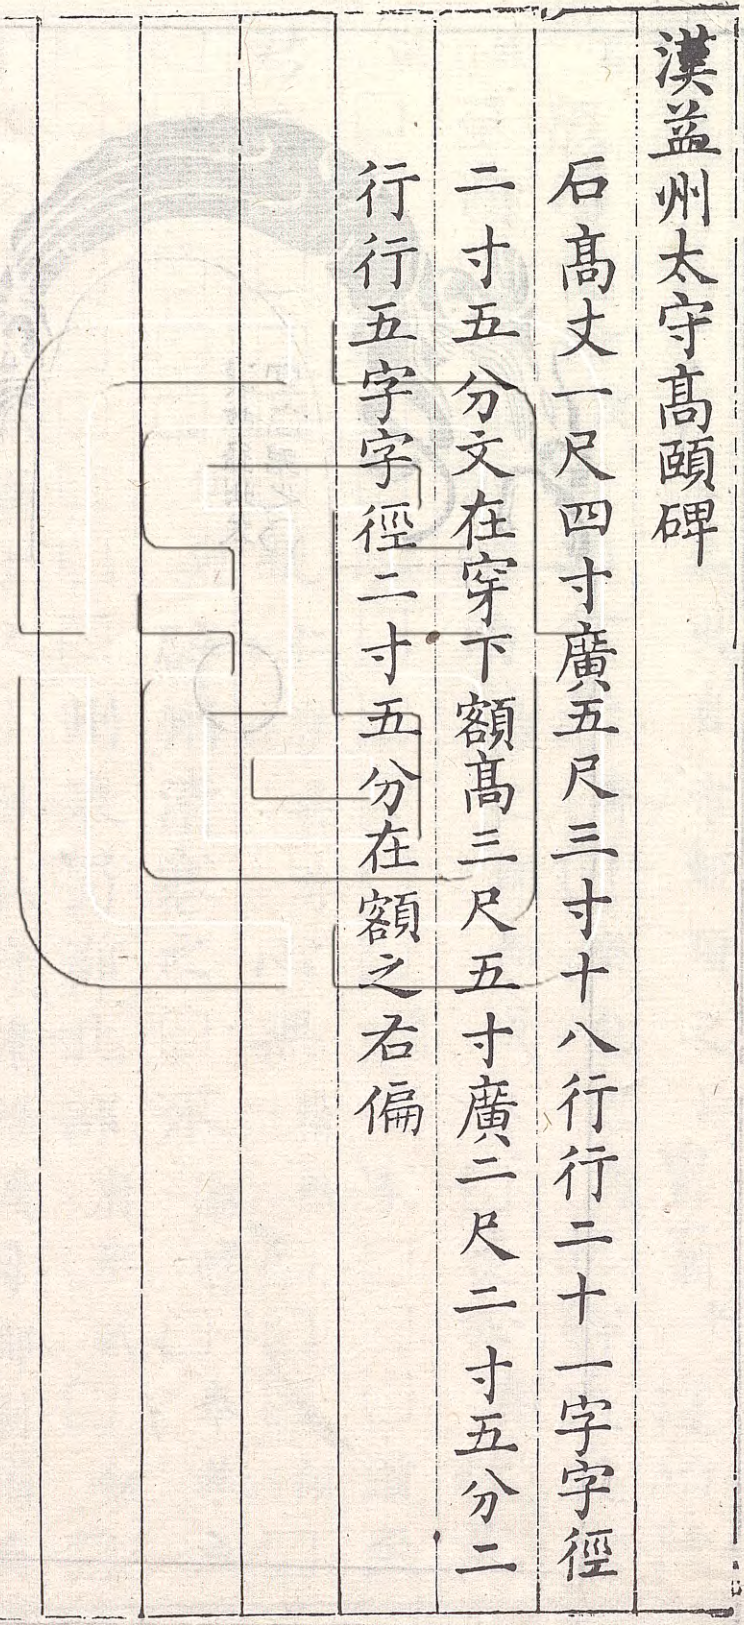 漢益州太守髙頤碑
石髙丈一尺四寸廣五尺三寸十八行行二十一字字徑
二寸五分文在穿下額髙三尺五寸廣二尺二寸五分二
行行五字字徑二寸五分在額之右偏